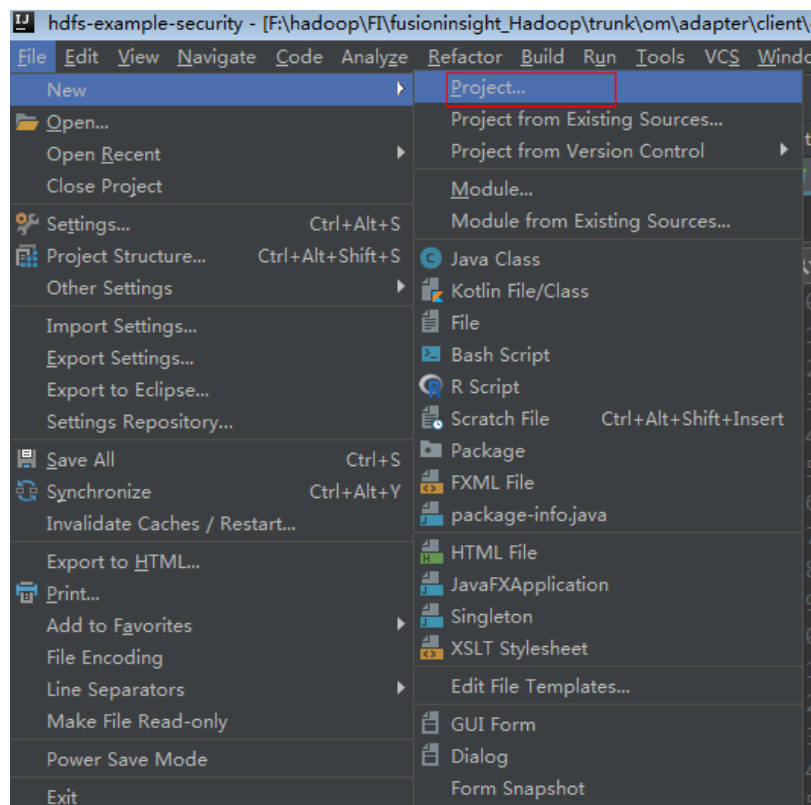 IJ hdfs-example-security - [F:\hadoop\FI\fusioninsight_Hadoop\trunk\om\adapter\client\
File Edit View Navigate Code Analyze Refactor Build Run Tools VCS Windo
New
Open...
Open Recent
Close Project
Settings... Ctrl+Alt+S
Project Structure... Ctrl+Alt+Shift+S
Other Settings
Import Settings...
Export Settings...
Export to Eclipse...
Settings Repository...
Save All Ctrl+S
Synchronize Ctrl+Alt+Y
Invalidate Caches / Restart...
Export to HTML...
Print...
Add to Favorites
File Encoding
Line Separators
Make File Read-only
Power Save Mode
Exit
Project...
Project from Existing Sources...
Project from Version Control
Module...
Module from Existing Sources...
Java Class
Kotlin File/Class
File
Bash Script
R Script
Scratch File Ctrl+Alt+Shift+Insert
Package
FXML File
package-info.java
HTML File
JavaFXApplication
Singleton
XSLT Stylesheet
Edit File Templates...
GUI Form
Dialog
Form Snapshot